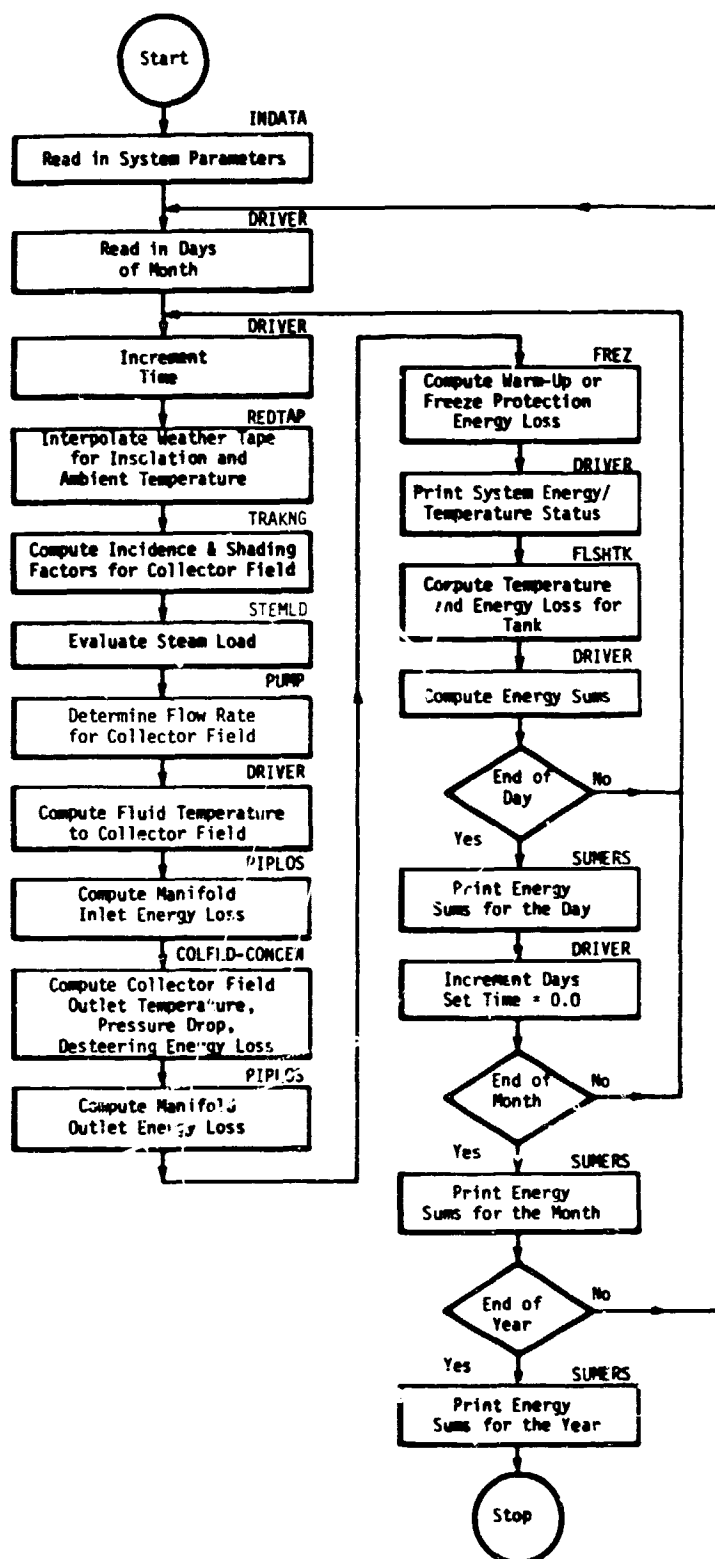 Start
INDATA
Read in System Parameters
DRIVER
Read in Days
of Month
DRIVER
Increment
Time
REDTAP
Interpolate Weather Tape
for Insolation and
Ambient Temperature
TRAKNG
Compute Incidence & Shading
Factors for Collector Field
STEMLD
Evaluate Steam Load
PUMP
Determine Flow Rate
for Collector Field
DRIVER
Compute Fluid Temperature
to Collector Field
PIPLOS
Compute Manifold
Inlet Energy Loss
COLFLD-CONCEN
Compute Collector Field
Outlet Temperature,
Pressure Drop,
Desteering Energy Loss
PIPLOS
Compute Manifold
Outlet Energy Loss
FREZ
Compute Warm-Up or
Freeze Protection
Energy Loss
DRIVER
Print System Energy/
Temperature Status
FLSHTK
Compute Temperature
and Energy Loss for
Tank
DRIVER
Compute Energy Sums
End of
Day
No
Yes
SUMERS
Print Energy
Sums for the Day
DRIVER
Increment Days
Set Time = 0.0
End of
Month
No
Yes
SUMERS
Print Energy
Sums for the Month
End of
Year
No
Yes
SUMERS
Print Energy
Sums for the Year
Stop